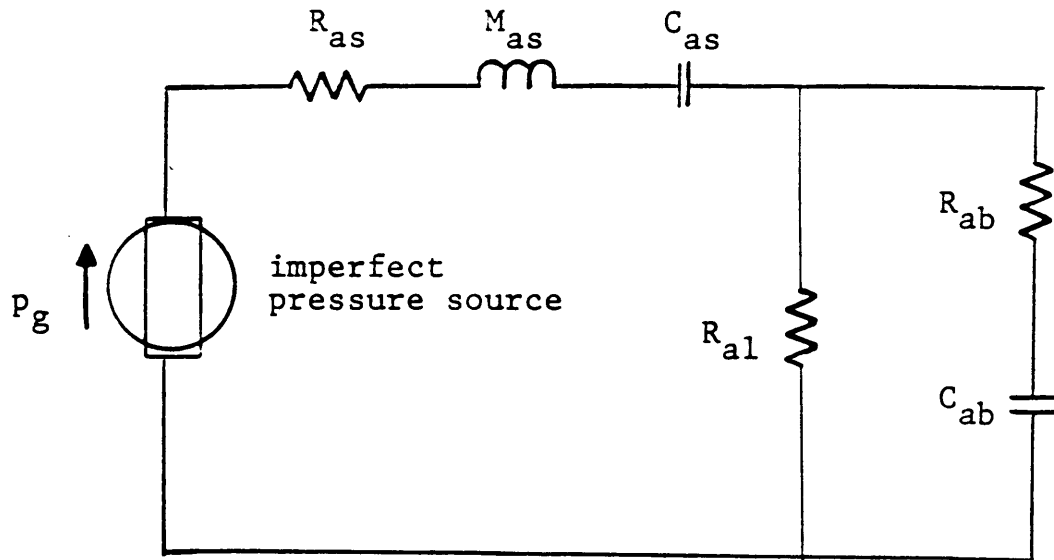 R_as
M_as
C_as
R_ab
imperfect
pressure source
p_g
R_al
C_ab